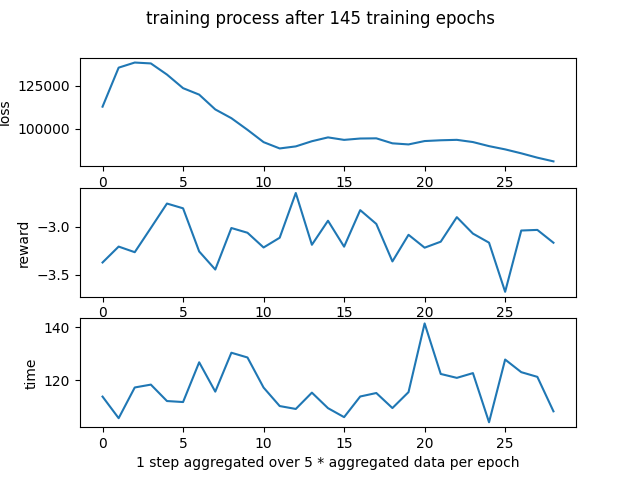 training process after 145 training epochs
125000
100000
loss
0 5 10 15 20 25
−3.0
−3.5
reward
0 5 10 15 20 25
140
120
time
0 5 10 15 20 25
1 step aggregated over 5 * aggregated data per epoch